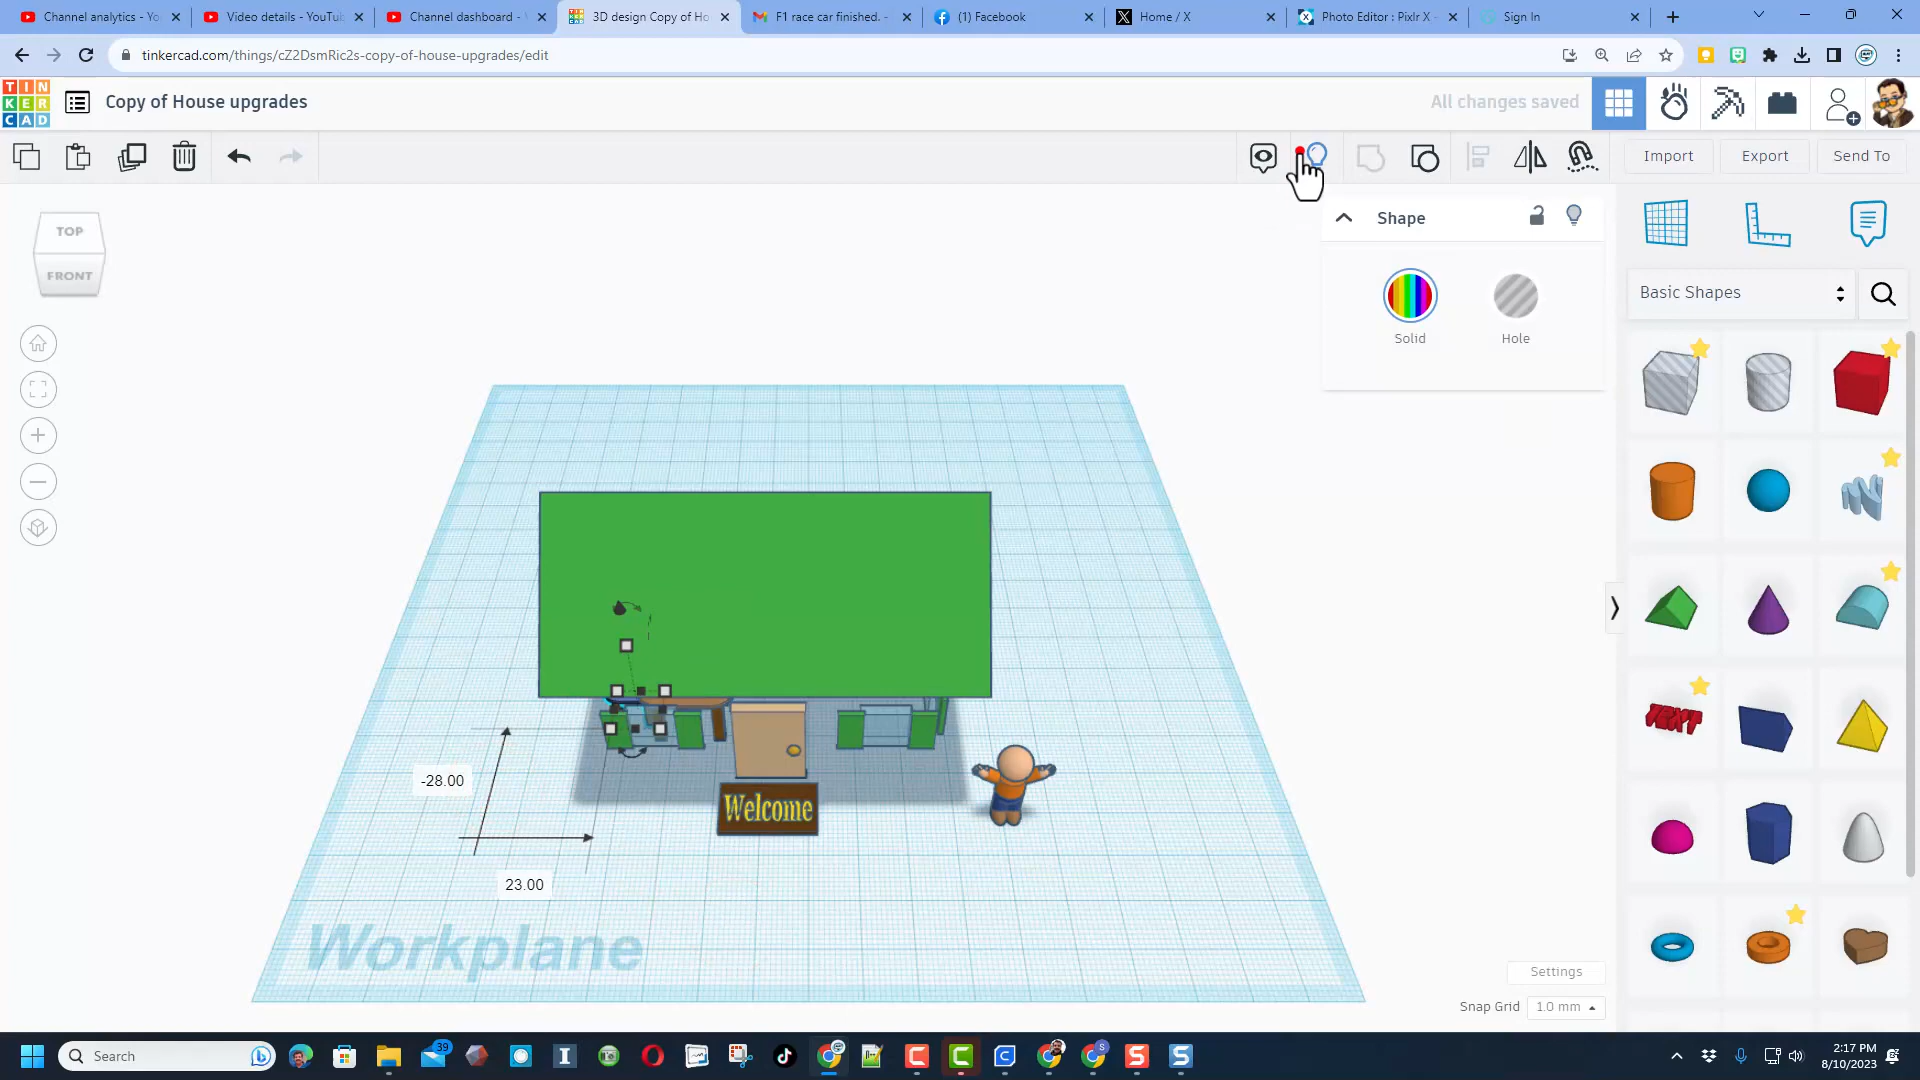 Channel analytics - Yo
Video details - YouTub
Channel dashboard -
3D design Copy of Ho
F1 race car finished. -
(1) Facebook
Home / X
Photo Editor : Pixlr X -
Sign In
tinkercad.com/things/cZ2DsmRic2s-copy-of-house-upgrades/edit
TIN
KER
CAD
Copy of House upgrades
All changes saved
Import
Export
Send To
TOP
FRONT
Shape
Solid
Hole
Basic Shapes
TEXT
-28.00
23.00
Welcome
Workplane
Settings
Snap Grid
1.0 mm
Search
39
2:17 PM
8/10/2023